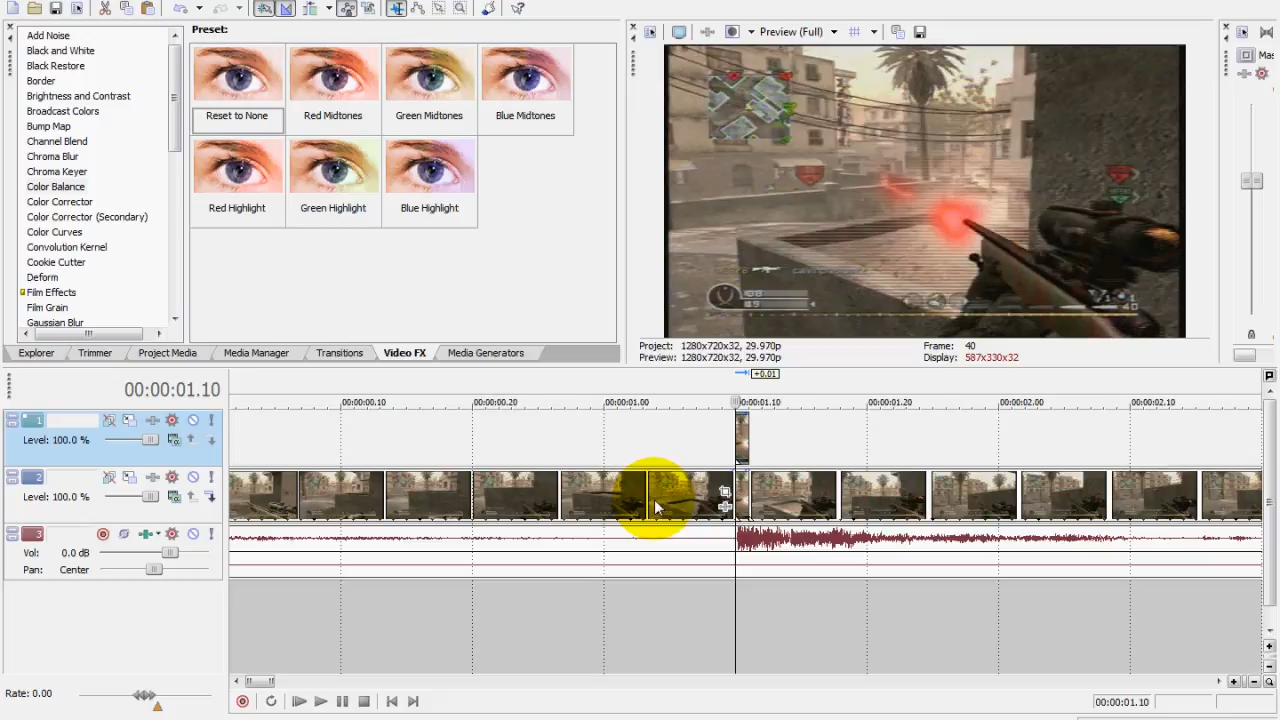 Preset:
Add Noise
Black and White
Black Restore
Border
Brightness and Contrast
Broadcast Colors
Bump Map
Channel Blend
Chroma Blur
Chroma Keyer
Color Balance
Color Corrector
Color Corrector (Secondary)
Color Curves
Convolution Kernel
Cookie Cutter
Deform
Film Effects
Film Grain
Gaussian Blur
Reset to None
Red Midtones
Green Midtones
Blue Midtones
Red Highlight
Green Highlight
Blue Highlight
Explorer
Trimmer
Project Media
Media Manager
Transitions
Video FX
Media Generators
Preview (Full)
Project: 1280x720x32, 29.970p
Preview: 1280x720x32, 29.970p
Frame: 40
Display: 587x330x32
Mas
+0.01
00:00:01.10
00:00:00.10
00:00:00.20
00:00:01.00
00:00:01.10
00:00:01.20
00:00:02.00
00:00:02.10
1
Level: 100.0 %
2
Level: 100.0 %
3
Vol: 0.0 dB
Pan: Center
Rate: 0.00
00:00:01.10